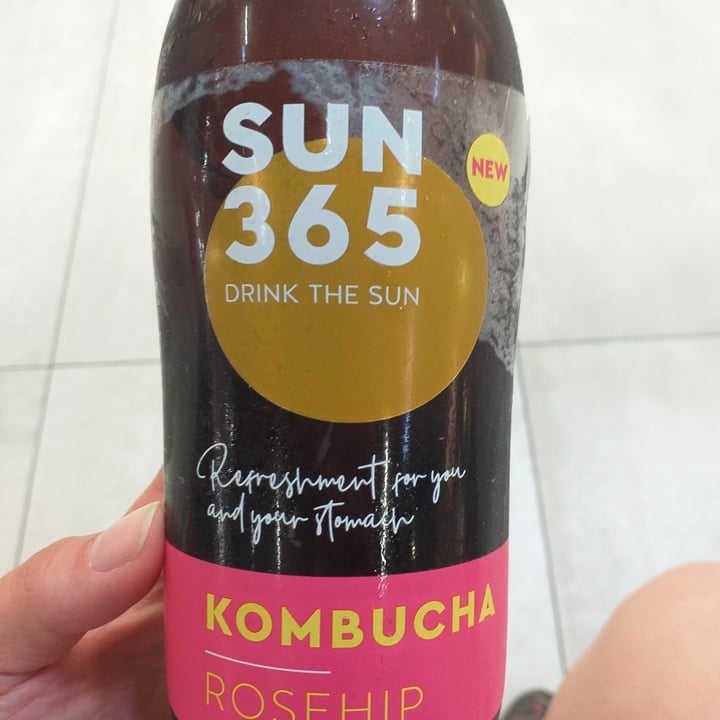 SUN
365
NEW
DRINK THE SUN
Refreshment for you
and your stomach
KOMBUCHA
ROSEHIP